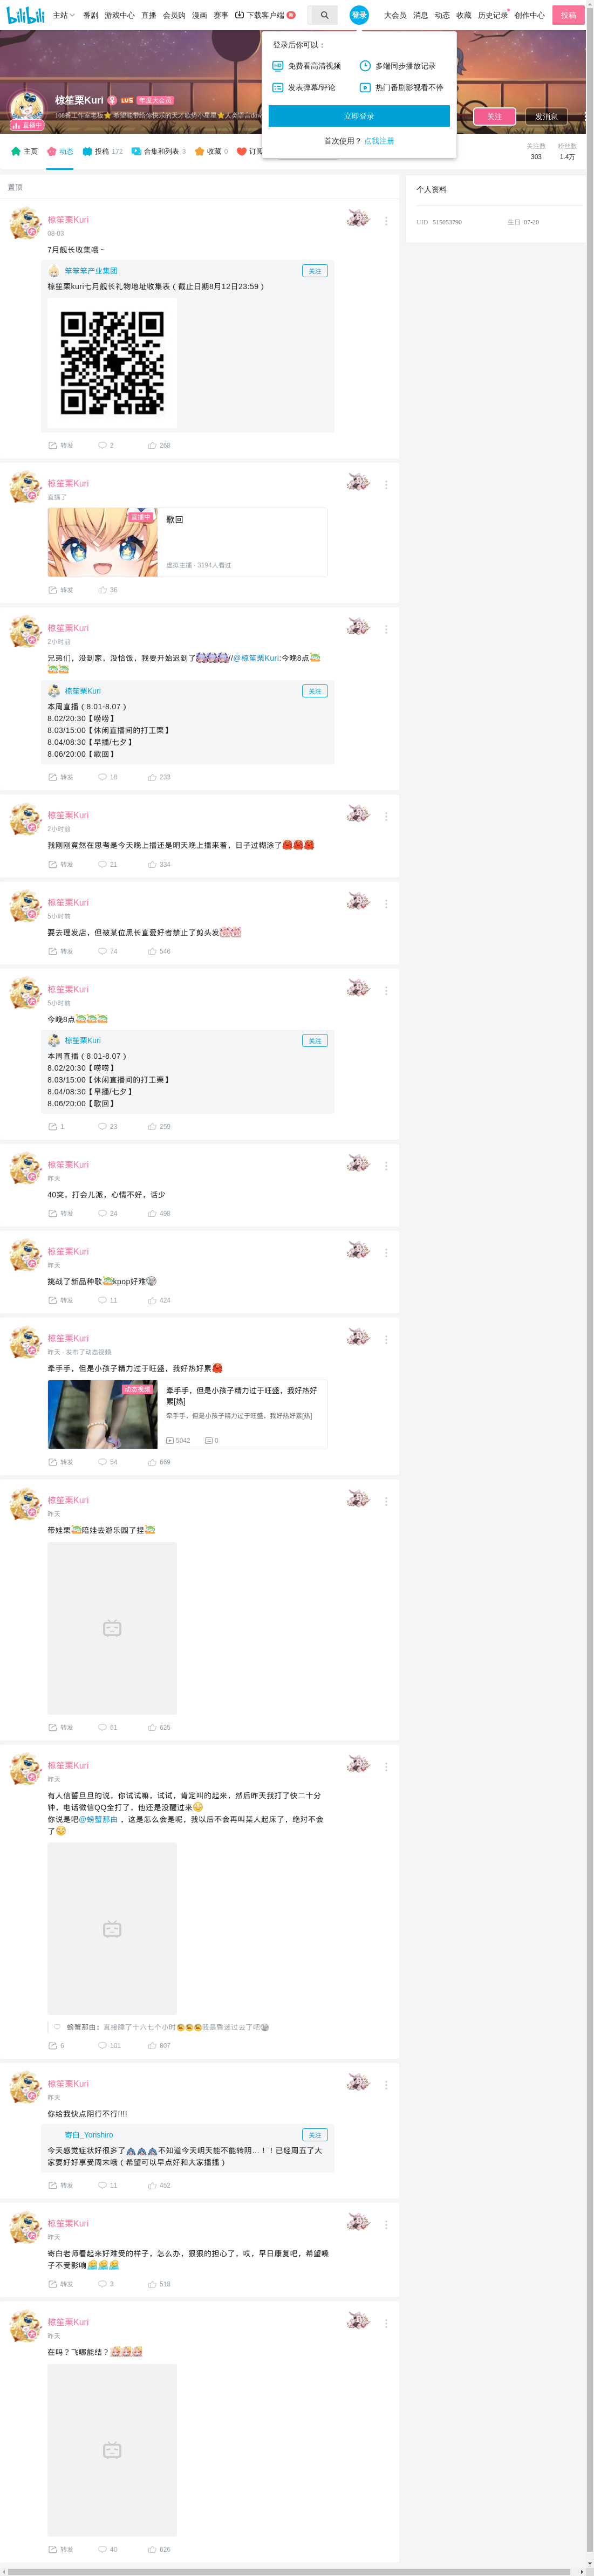 bilibili
主站 番剧 游戏中心 直播 会员购 漫画 赛事 下载客户端 登录 大会员 消息 动态 收藏 历史记录 创作中心 投稿
登录后你可以：
免费看高清视频 多端同步播放记录
发表弹幕/评论 热门番剧影视看不停
立即登录
首次使用？ 点我注册
椋笙栗Kuri 年度大会员
直播中
关注 发消息
主页 动态 投稿 172 合集和列表 3 收藏 0 订阅
关注数 粉丝数
303 1.4万
置顶
个人资料
UID 515053790 生日 07-20
椋笙栗Kuri
08-03
7月舰长收集哦～
笨笨笨产业集团 关注
椋笙栗kuri七月舰长礼物地址收集表（截止日期8月12日23:59）
转发 2 268
椋笙栗Kuri
直播了
直播中
歌回
虚拟主播 · 3194人看过
转发 36
椋笙栗Kuri
2小时前
兄弟们，没到家，没恰饭，我要开始迟到了//@椋笙栗Kuri:今晚8点
椋笙栗Kuri 关注
本周直播（8.01-8.07）
8.02/20:30【唠唠】
8.03/15:00【休闲直播间的打工栗】
8.04/08:30【早播/七夕】
8.06/20:00【歌回】
转发 18 233
椋笙栗Kuri
2小时前
我刚刚竟然在思考是今天晚上播还是明天晚上播来着，日子过糊涂了
转发 21 334
椋笙栗Kuri
5小时前
要去理发店，但被某位黑长直爱好者禁止了剪头发
转发 74 546
椋笙栗Kuri
5小时前
今晚8点
椋笙栗Kuri 关注
本周直播（8.01-8.07）
8.02/20:30【唠唠】
8.03/15:00【休闲直播间的打工栗】
8.04/08:30【早播/七夕】
8.06/20:00【歌回】
1 23 259
椋笙栗Kuri
昨天
40突，打会儿派，心情不好，话少
转发 24 498
椋笙栗Kuri
昨天
挑战了新品种歌kpop好难
转发 11 424
椋笙栗Kuri
昨天 · 发布了动态视频
牵手手，但是小孩子精力过于旺盛，我好热好累
动态视频
牵手手，但是小孩子精力过于旺盛，我好热好
累[热]
牵手手，但是小孩子精力过于旺盛，我好热好累[热]
5042 0
转发 54 669
椋笙栗Kuri
昨天
带娃栗陪娃去游乐园了捏
转发 61 625
椋笙栗Kuri
昨天
有人信誓旦旦的说，你试试嘛，试试，肯定叫的起来，然后昨天我打了快二十分
钟，电话微信QQ全打了，他还是没醒过来
你说是吧@螃蟹那由 ，这是怎么会是呢，我以后不会再叫某人起床了，绝对不会
了
螃蟹那由：直接睡了十六七个小时我是昏迷过去了吧
6 101 807
椋笙栗Kuri
昨天
你给我快点阴行不行!!!!
寄白_Yorishiro 关注
今天感觉症状好很多了不知道今天明天能不能转阴…！！已经周五了大
家要好好享受周末哦（希望可以早点好和大家播播）
转发 11 452
椋笙栗Kuri
昨天
寄白老师看起来好难受的样子，怎么办，狠狠的担心了，哎，早日康复吧，希望嗓
子不受影响
转发 3 518
椋笙栗Kuri
昨天
在吗？飞哪能结？
转发 40 626